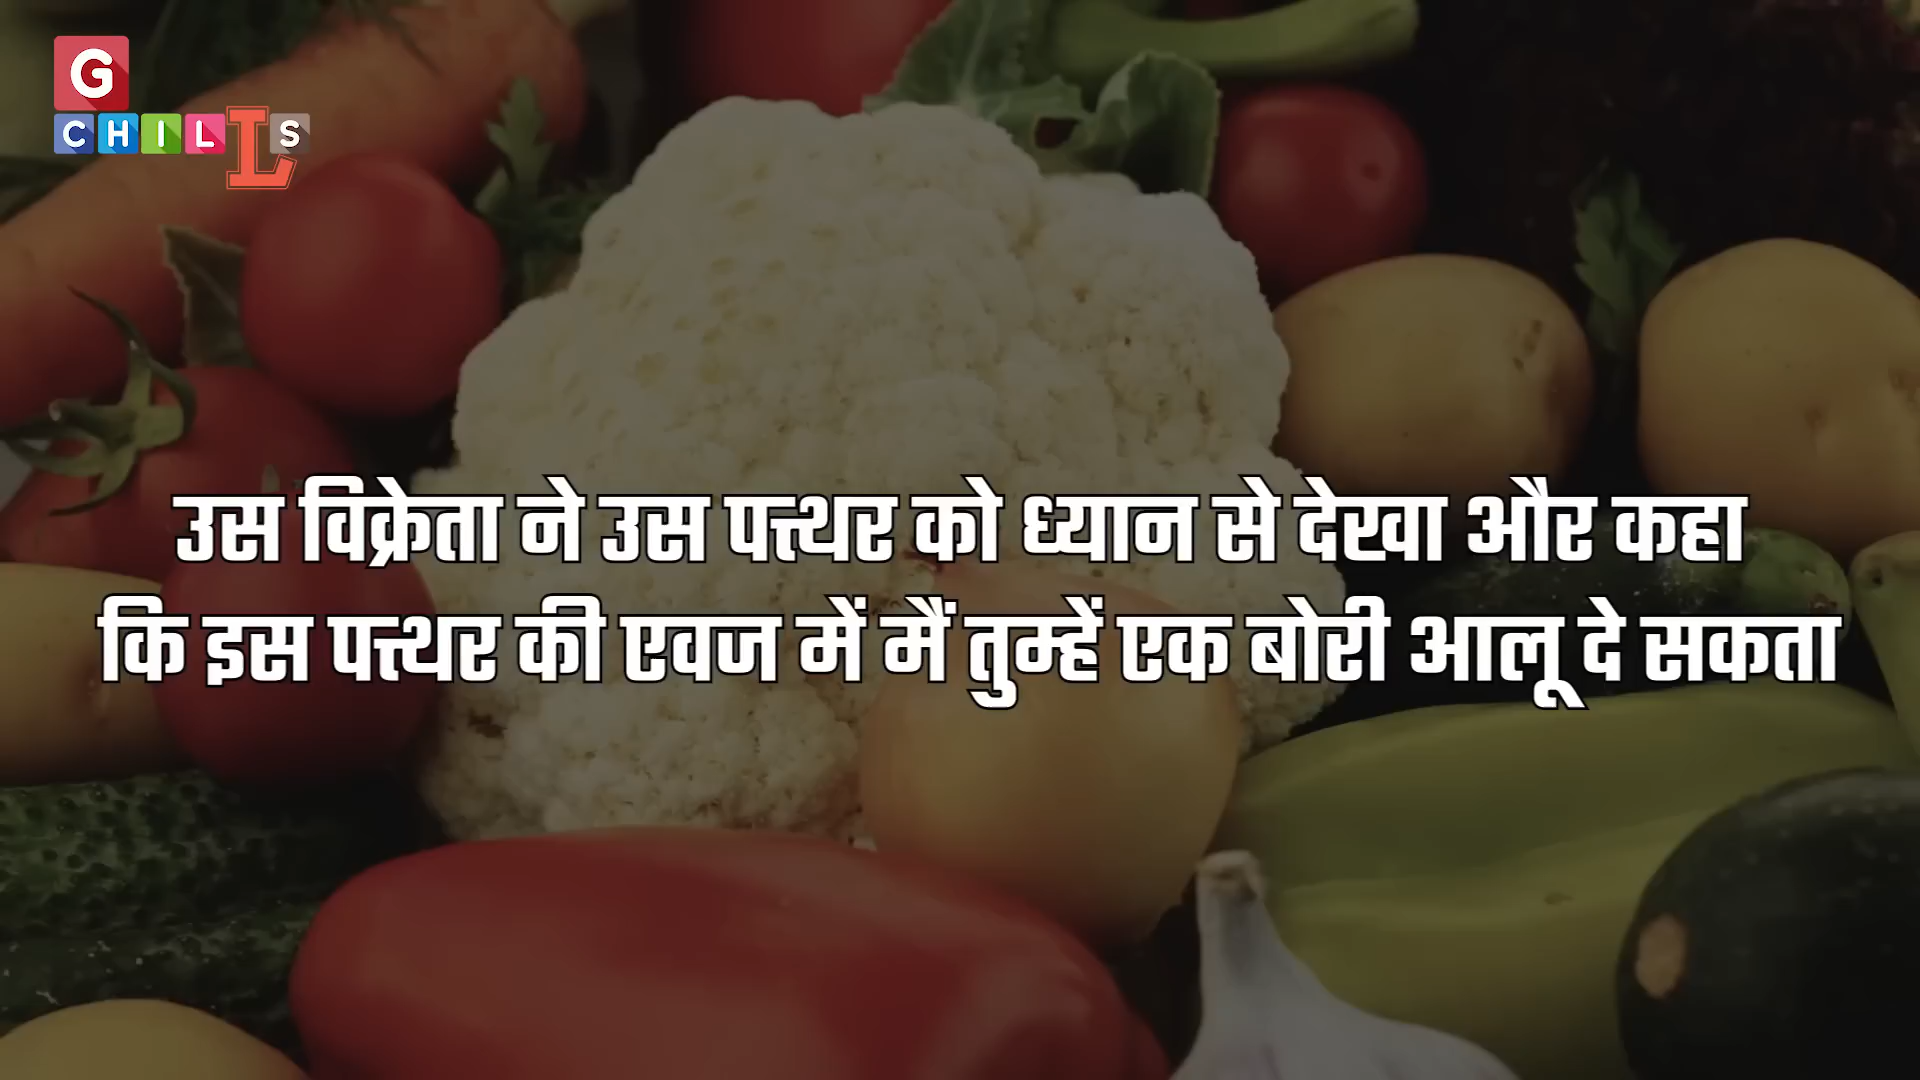 G
CHILLS
उस विक्रेता ने उस पत्त्थर को ध्यान से देखा और कहा
कि इस पत्त्थर की एवज में मैं तुम्हें एक बोरी आलू दे सकता